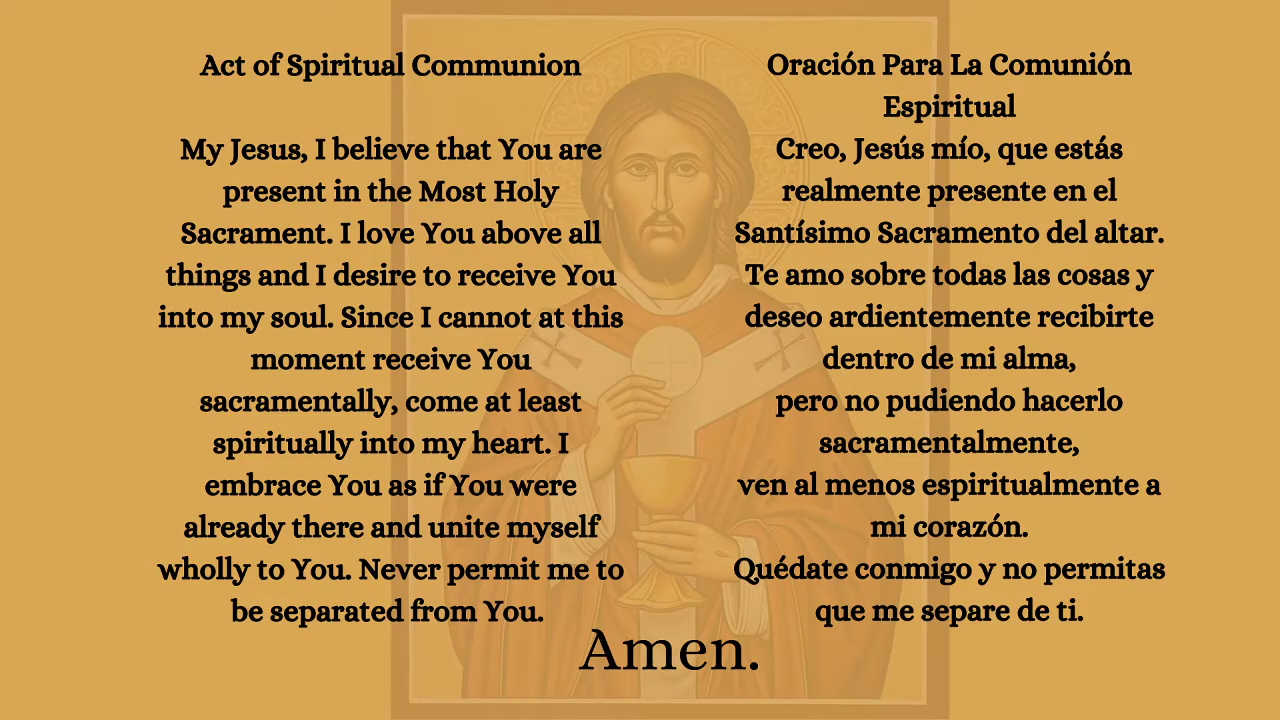 Act of Spiritual Communion
My Jesus, I believe that You are
present in the Most Holy
Sacrament. I love You above all
things and I desire to receive You
into my soul. Since I cannot at this
moment receive You
sacramentally, come at least
spiritually into my heart. I
embrace You as if You were
already there and unite myself
wholly to You. Never permit me to
be separated from You.
Oración Para La Comunión
Espiritual
Creo, Jesús mío, que estás
realmente presente en el
Santísimo Sacramento del altar.
Te amo sobre todas las cosas y
deseo ardientemente recibirte
dentro de mi alma,
pero no pudiendo hacerlo
sacramentalmente,
ven al menos espiritualmente a
mi corazón.
Quédate conmigo y no permitas
que me separe de ti.
Amen.